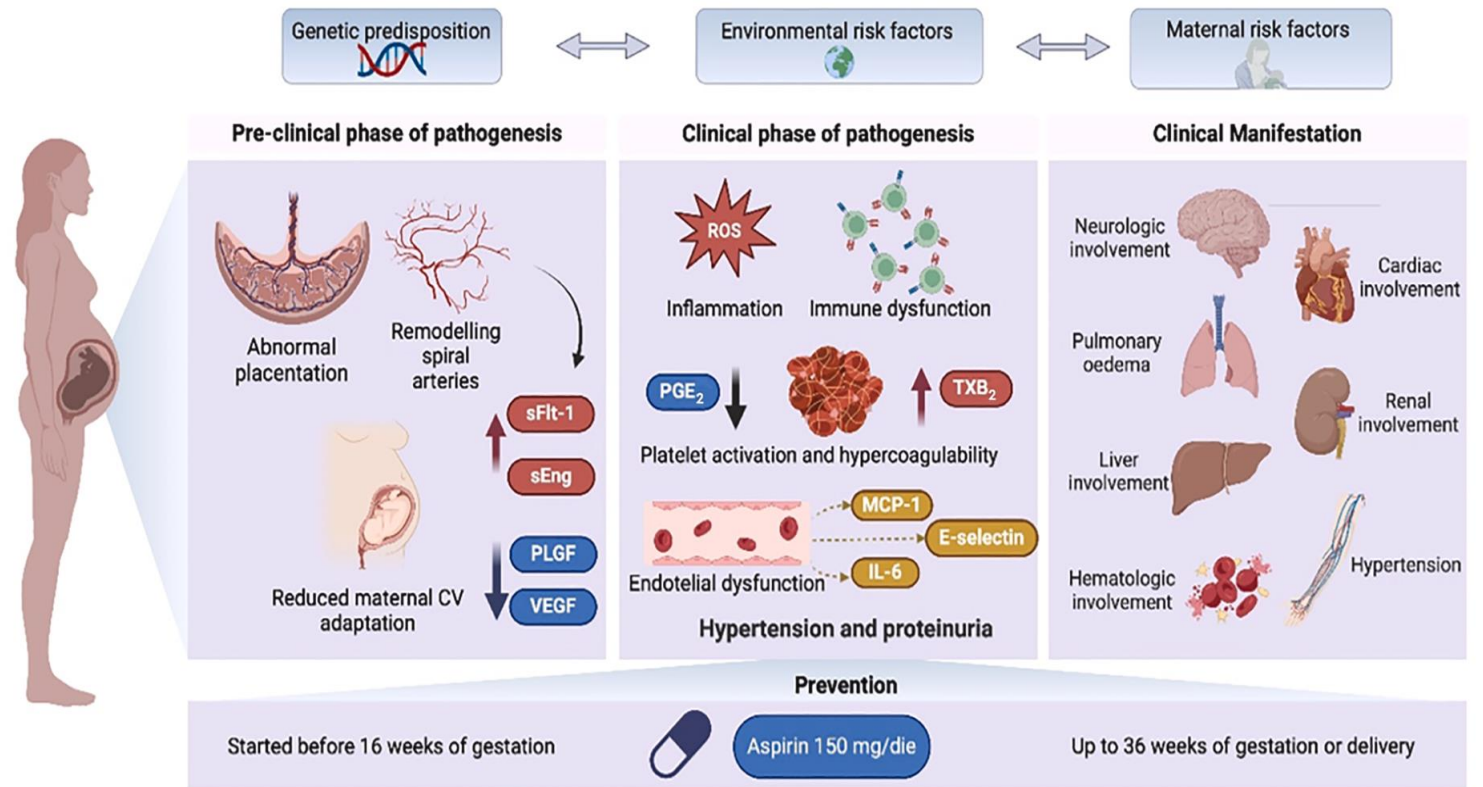 Genetic predisposition
Environmental risk factors
Maternal risk factors
Pre-clinical phase of pathogenesis
Abnormal
placentation
Remodelling
spiral
arteries
sFlt-1
sEng
PLGF
VEGF
Reduced maternal CV
adaptation
Clinical phase of pathogenesis
ROS
Inflammation
Immune dysfunction
PGE₂
TXB₂
Platelet activation and hypercoagulability
MCP-1
E-selectin
IL-6
Endotelial dysfunction
Hypertension and proteinuria
Clinical Manifestation
Neurologic
involvement
Cardiac
involvement
Pulmonary
oedema
Renal
involvement
Liver
involvement
Hypertension
Hematologic
involvement
Prevention
Started before 16 weeks of gestation
Aspirin 150 mg/die
Up to 36 weeks of gestation or delivery